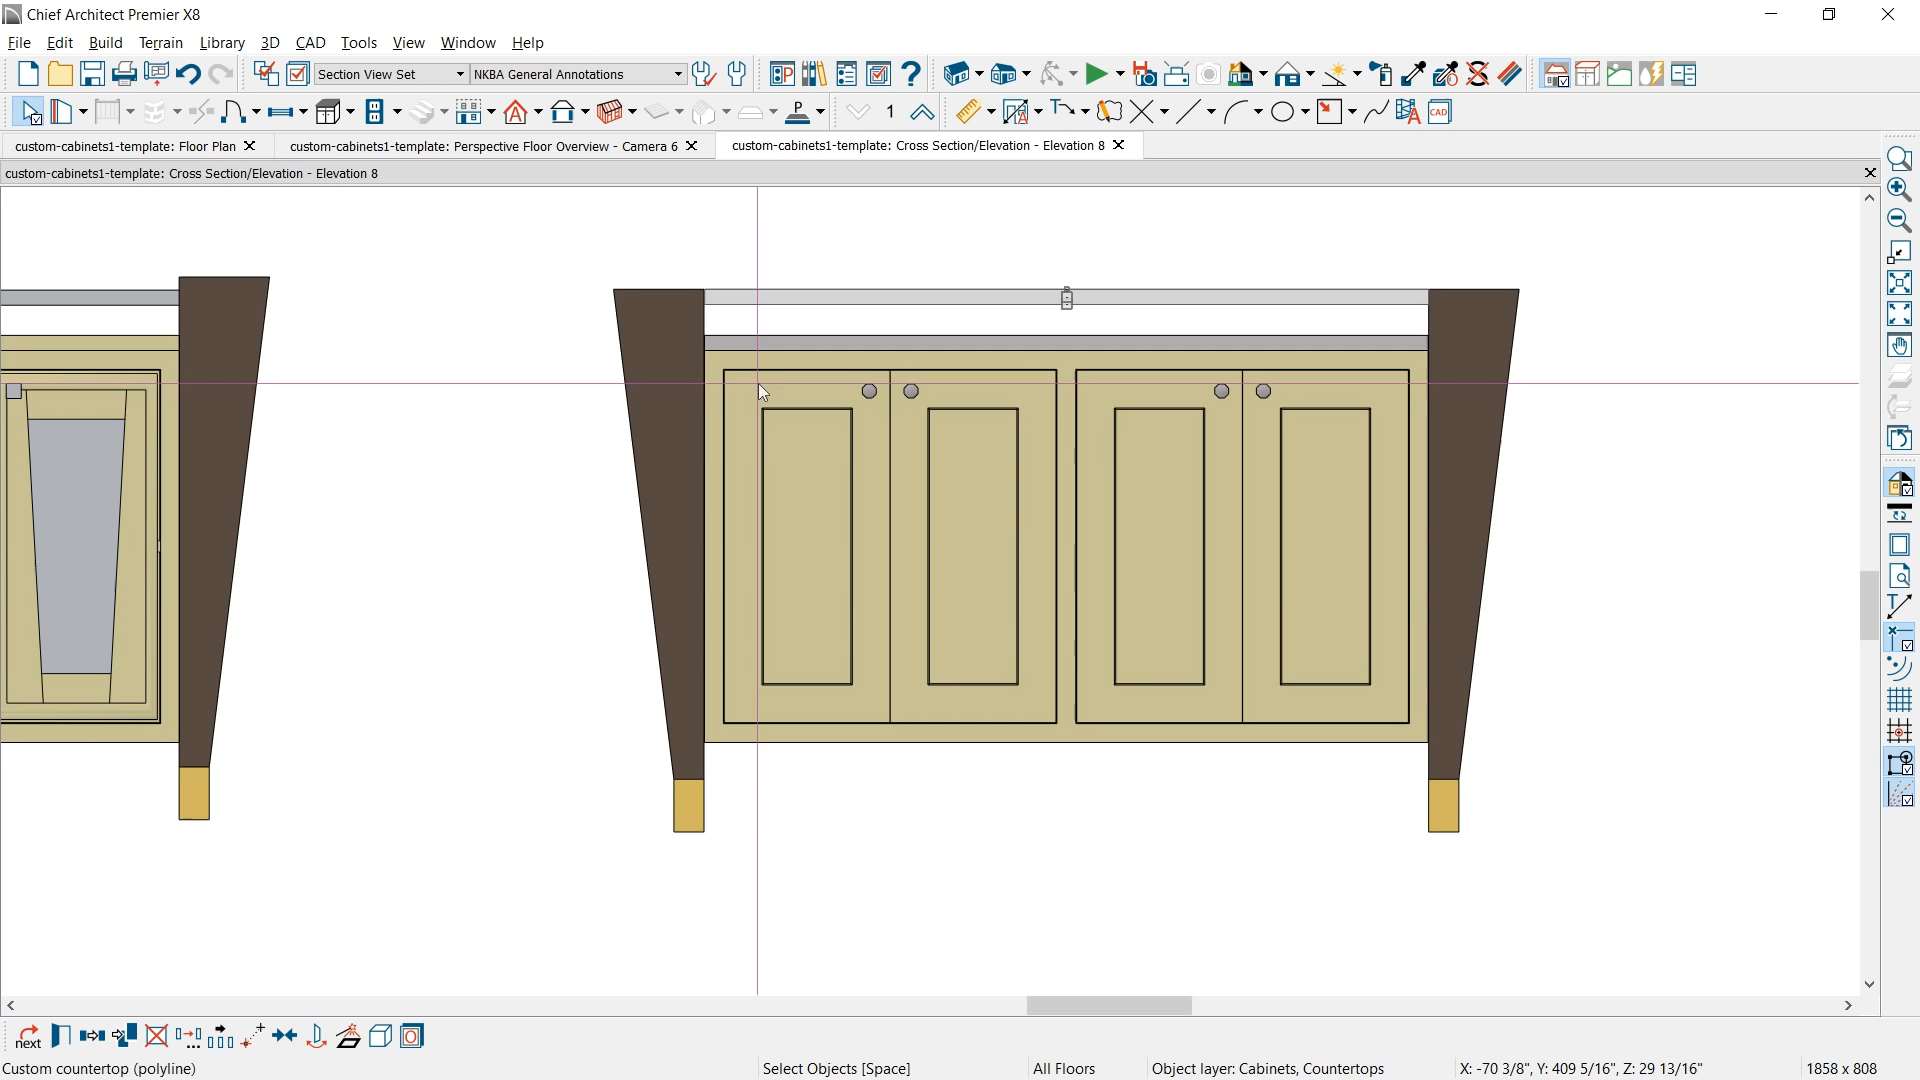 Chief Architect Premier X8
File Edit Build Terrain Library 3D CAD Tools View Window Help
Section View Set NKBA General Annotations
1
custom-cabinets1-template: Floor Plan custom-cabinets1-template: Perspective Floor Overview - Camera 6 custom-cabinets1-template: Cross Section/Elevation - Elevation 8
custom-cabinets1-template: Cross Section/Elevation - Elevation 8
next
Custom countertop (polyline) Select Objects [Space] All Floors Object layer: Cabinets, Countertops X: -70 3/8", Y: 409 5/16", Z: 29 13/16" 1858 x 808